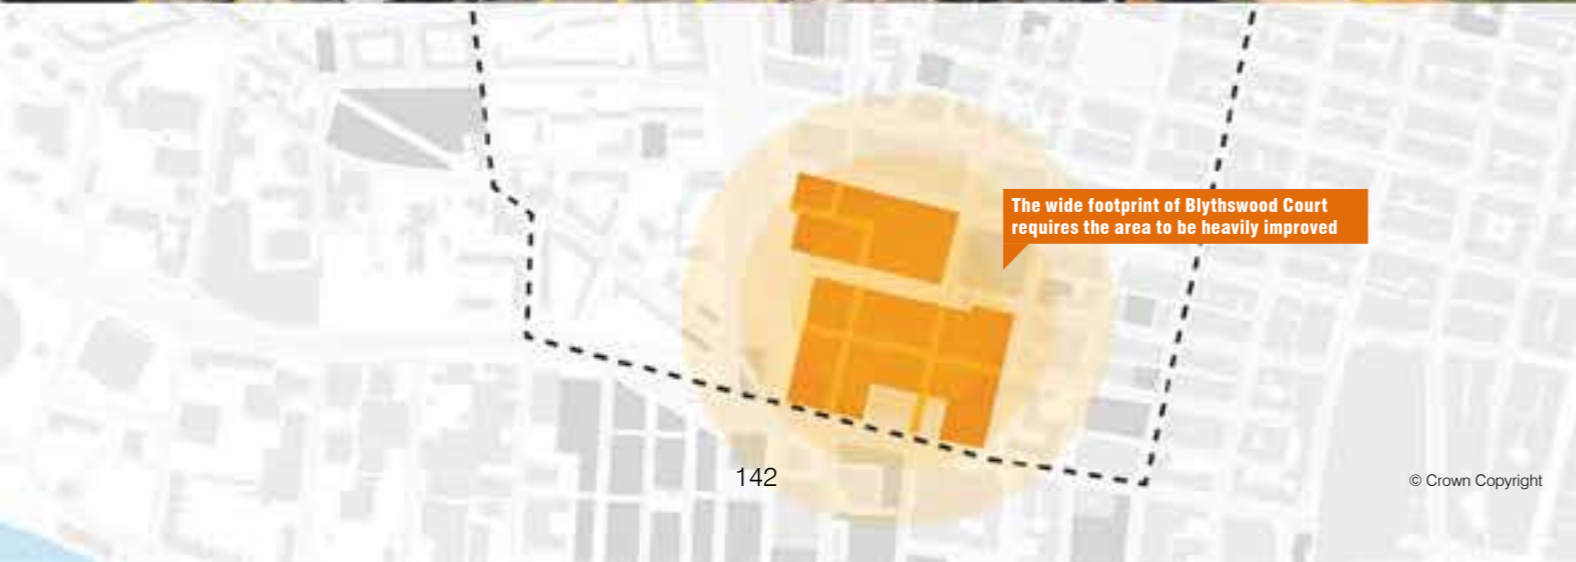 The wide footprint of Blythswood Court
requires the area to be heavily improved
142
© Crown Copyright